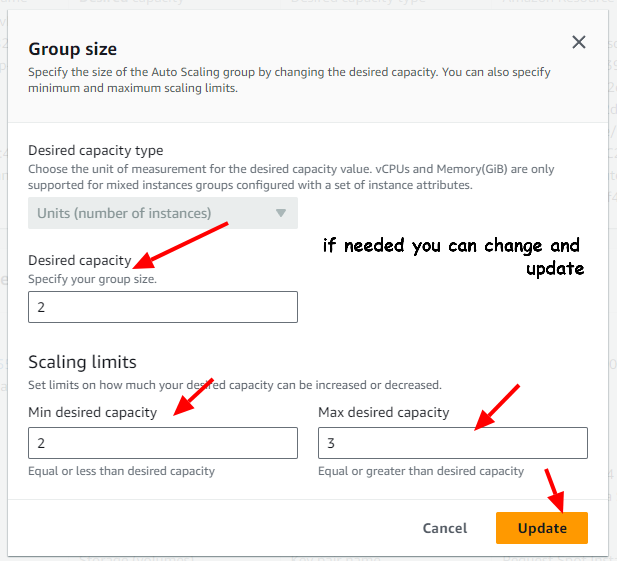 Group size
Specify the size of the Auto Scaling group by changing the desired capacity. You can also specify
minimum and maximum scaling limits.
Desired capacity type
Choose the unit of measurement for the desired capacity value. vCPUs and Memory(GiB) are only
supported for mixed instances groups configured with a set of instance attributes.
Units (number of instances)
if needed you can change and
update
Desired capacity
Specify your group size.
2
Scaling limits
Set limits on how much your desired capacity can be increased or decreased.
Min desired capacity
Max desired capacity
2
3
Equal or less than desired capacity
Equal or greater than desired capacity
Cancel
Update